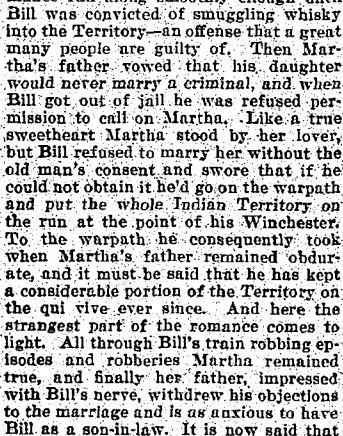 Bill was convicted of smuggling whisky
into the Territory—an offense that a great
many people are guilty of. Then Mar-
tha's father vowed that his daughter
would never marry a criminal, and when
Bill got out of jail he was refused per-
mission to call on Martha. Like a true
sweetheart Martha stood by her lover,
but Bill refused to marry her without the
old man's consent and swore that if he
could not obtain it he'd go on the warpath
and put the whole Indian Territory on
the run at the point of his Winchester.
To the warpath he consequently took
when Martha's father remained obdur-
ate, and it must be said that he has kept
a considerable portion of the Territory on
the qui vive ever since. And here the
strangest part of the romance comes to
light. All through Bill's train robbing ep-
isodes and robberies Martha remained
true, and finally her father, impressed
with Bill's nerve, withdrew his objections
to the marriage and is as anxious to have
Bill as a son-in-law. It is now said that